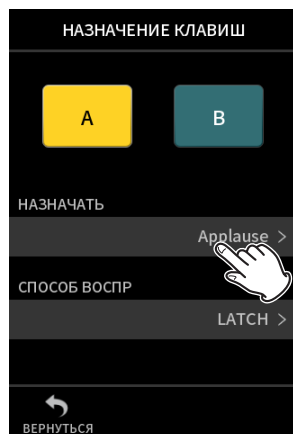 НАЗНАЧЕНИЕ КЛАВИШ
A B
НАЗНАЧАТЬ
Applause >
СПОСОБ ВОСПР
LATCH >
ВЕРНУТЬСЯ